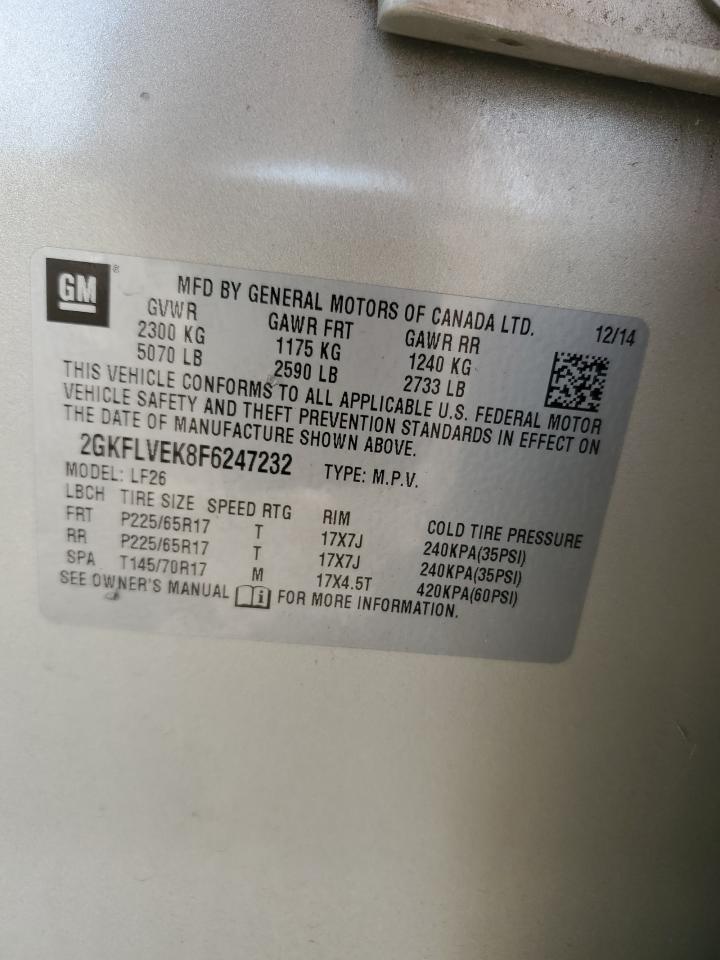 GM®
MFD BY GENERAL MOTORS OF CANADA LTD. 12/14
GVWR GAWR FRT GAWR RR
2300 KG 1175 KG 1240 KG
5070 LB 2590 LB 2733 LB
THIS VEHICLE CONFORMS TO ALL APPLICABLE U.S. FEDERAL MOTOR
VEHICLE SAFETY AND THEFT PREVENTION STANDARDS IN EFFECT ON
THE DATE OF MANUFACTURE SHOWN ABOVE.
2GKFLVEK8F6247232 TYPE: M.P.V.
MODEL: LF26
LBCH TIRE SIZE SPEED RTG RIM COLD TIRE PRESSURE
FRT P225/65R17 T 17X7J 240KPA(35PSI)
RR P225/65R17 T 17X7J 240KPA(35PSI)
SPA T145/70R17 M 17X4.5T 420KPA(60PSI)
SEE OWNER'S MANUAL i FOR MORE INFORMATION.